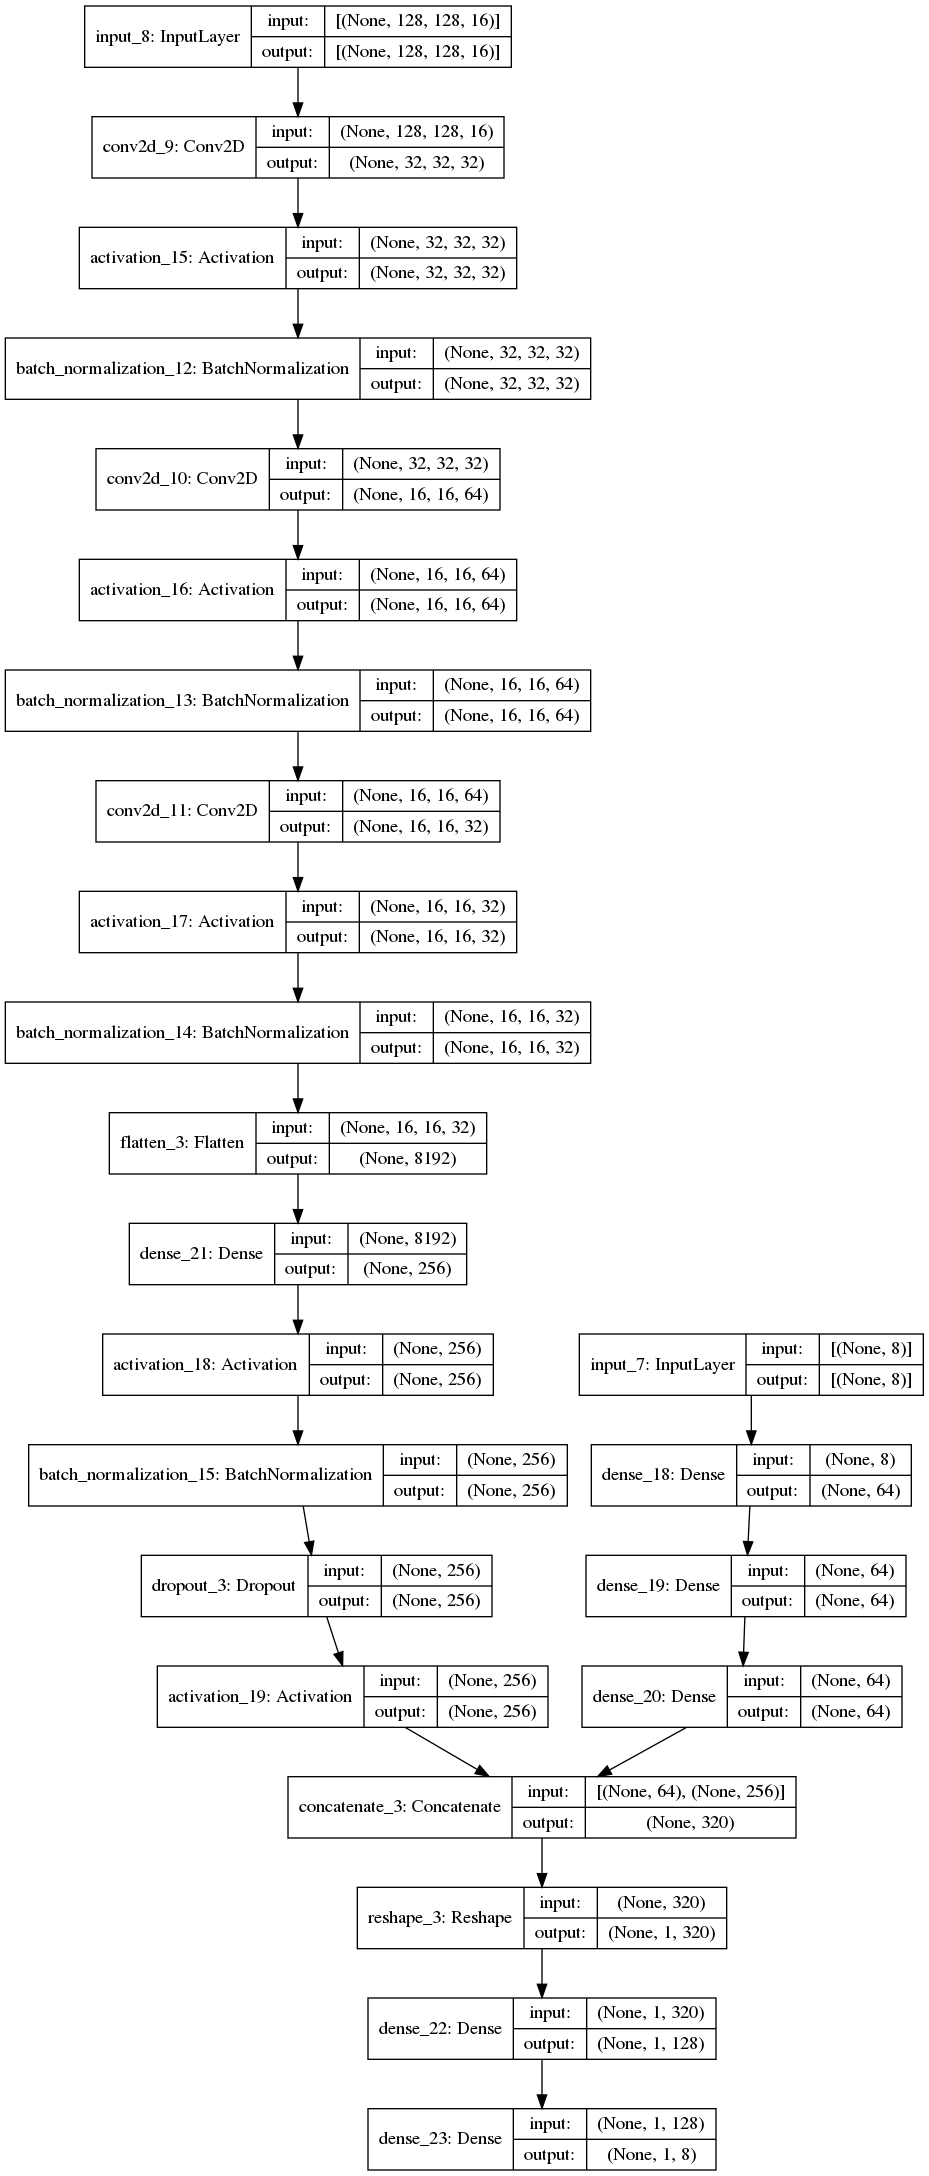 input_8: InputLayer
input: [(None, 128, 128, 16)]
output: [(None, 128, 128, 16)]
conv2d_9: Conv2D
input: (None, 128, 128, 16)
output: (None, 32, 32, 32)
activation_15: Activation
input: (None, 32, 32, 32)
output: (None, 32, 32, 32)
batch_normalization_12: BatchNormalization
input: (None, 32, 32, 32)
output: (None, 32, 32, 32)
conv2d_10: Conv2D
input: (None, 32, 32, 32)
output: (None, 16, 16, 64)
activation_16: Activation
input: (None, 16, 16, 64)
output: (None, 16, 16, 64)
batch_normalization_13: BatchNormalization
input: (None, 16, 16, 64)
output: (None, 16, 16, 64)
conv2d_11: Conv2D
input: (None, 16, 16, 64)
output: (None, 16, 16, 32)
activation_17: Activation
input: (None, 16, 16, 32)
output: (None, 16, 16, 32)
batch_normalization_14: BatchNormalization
input: (None, 16, 16, 32)
output: (None, 16, 16, 32)
flatten_3: Flatten
input: (None, 16, 16, 32)
output: (None, 8192)
dense_21: Dense
input: (None, 8192)
output: (None, 256)
activation_18: Activation
input: (None, 256)
output: (None, 256)
input_7: InputLayer
input: [(None, 8)]
output: [(None, 8)]
batch_normalization_15: BatchNormalization
input: (None, 256)
output: (None, 256)
dense_18: Dense
input: (None, 8)
output: (None, 64)
dropout_3: Dropout
input: (None, 256)
output: (None, 256)
dense_19: Dense
input: (None, 64)
output: (None, 64)
activation_19: Activation
input: (None, 256)
output: (None, 256)
dense_20: Dense
input: (None, 64)
output: (None, 64)
concatenate_3: Concatenate
input: [(None, 64), (None, 256)]
output: (None, 320)
reshape_3: Reshape
input: (None, 320)
output: (None, 1, 320)
dense_22: Dense
input: (None, 1, 320)
output: (None, 1, 128)
dense_23: Dense
input: (None, 1, 128)
output: (None, 1, 8)